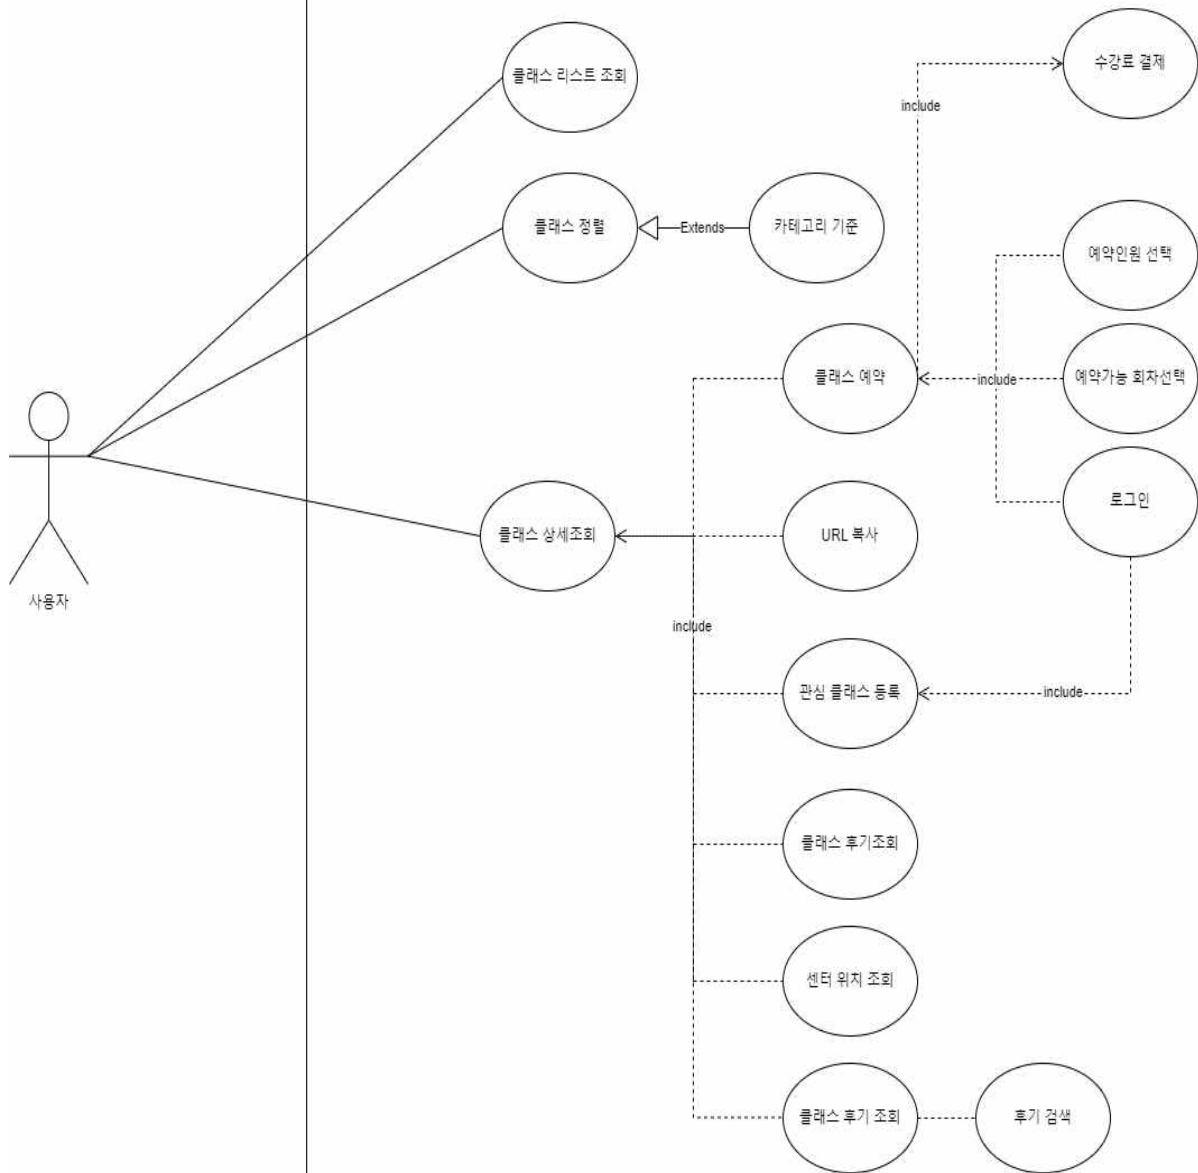 수강료 결제
클래스 리스트 조회
include
클래스 정렬
Extends
카테고리 기준
예약인원 선택
클래스 예약
include
예약가능 회차선택
로그인
클래스 상세조회
URL 복사
사용자
include
관심 클래스 등록
include
클래스 후기조회
센터 위치 조회
클래스 후기 조회
후기 검색